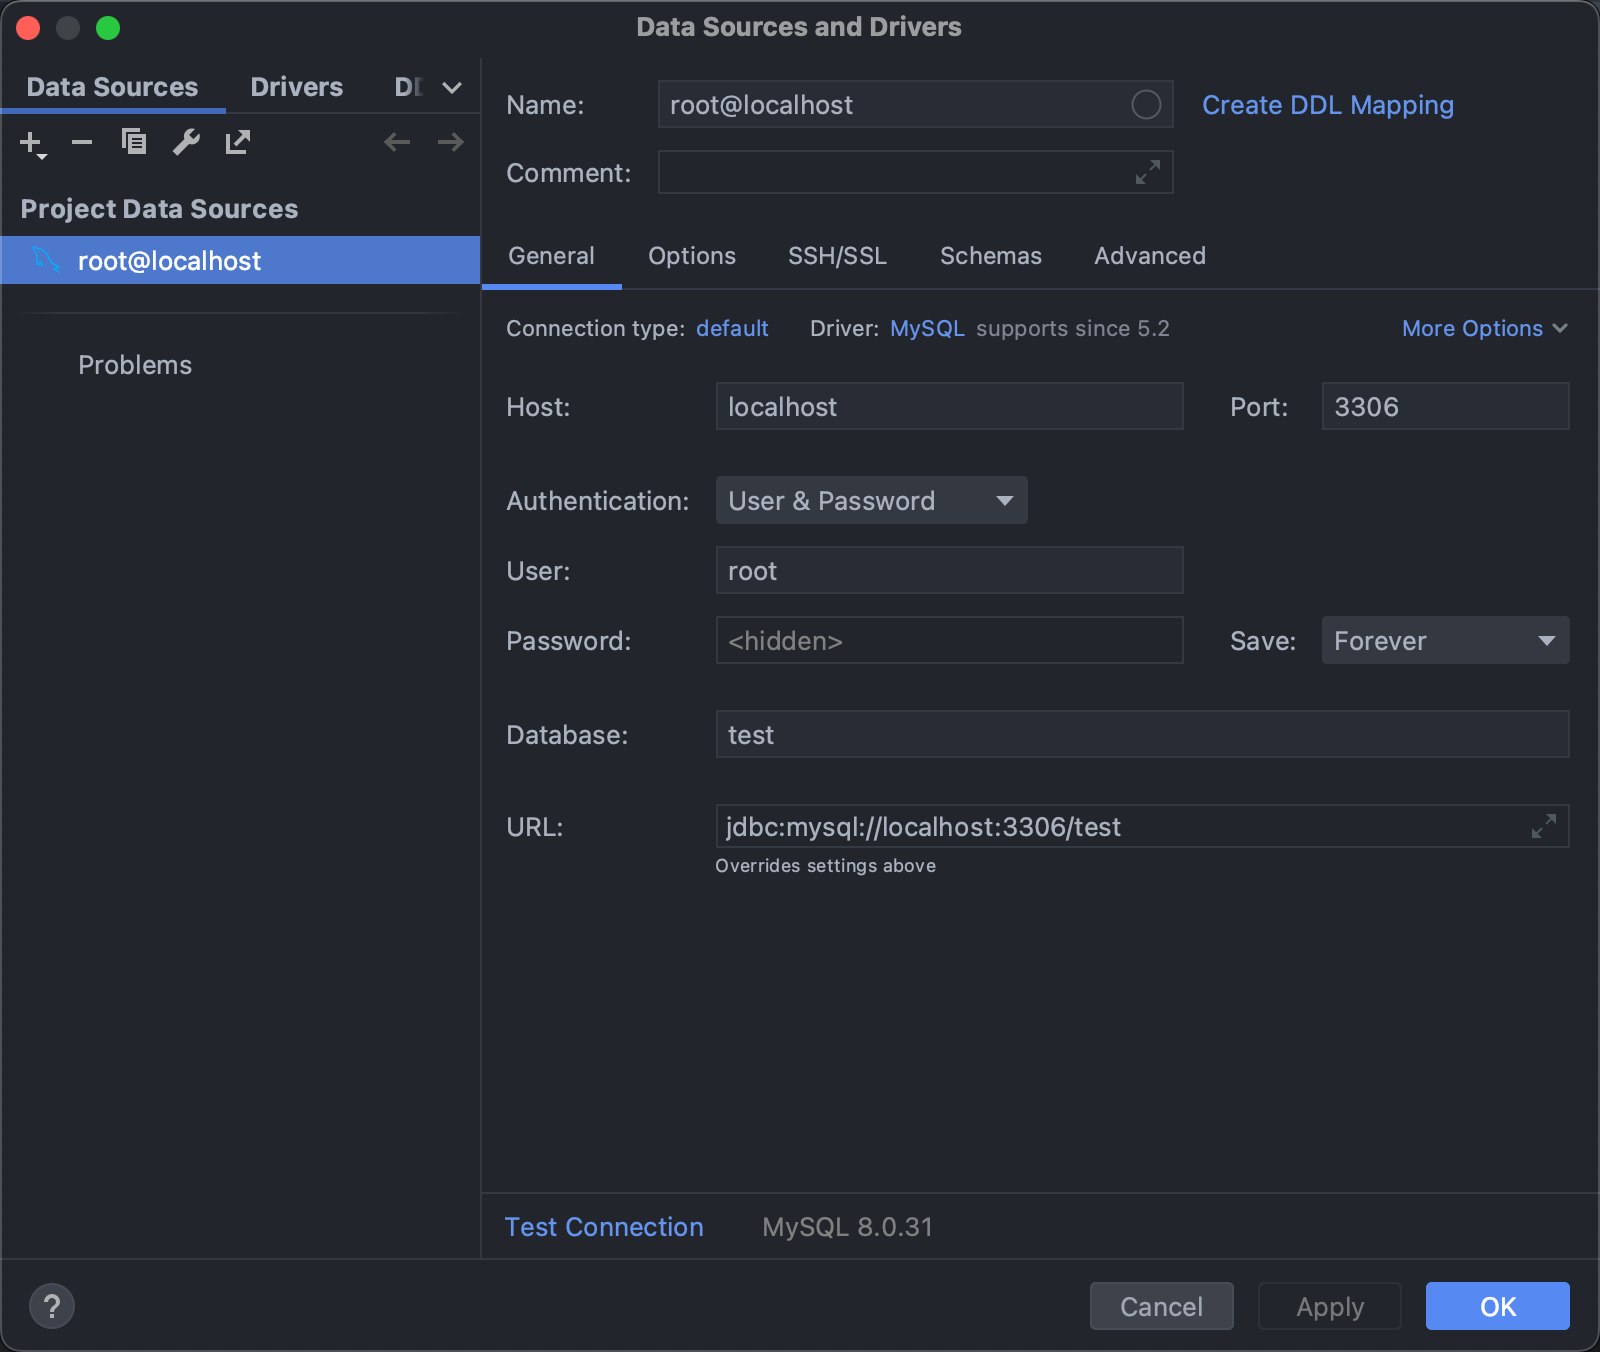 Data Sources and Drivers
Data Sources Drivers
Project Data Sources
root@localhost
Problems
Name: root@localhost Create DDL Mapping
Comment:
General Options SSH/SSL Schemas Advanced
Connection type: default Driver: MySQL supports since 5.2 More Options
Host: localhost Port: 3306
Authentication: User & Password
User: root
Password: <hidden> Save: Forever
Database: test
URL: jdbc:mysql://localhost:3306/test
Overrides settings above
Test Connection MySQL 8.0.31
? Cancel Apply OK